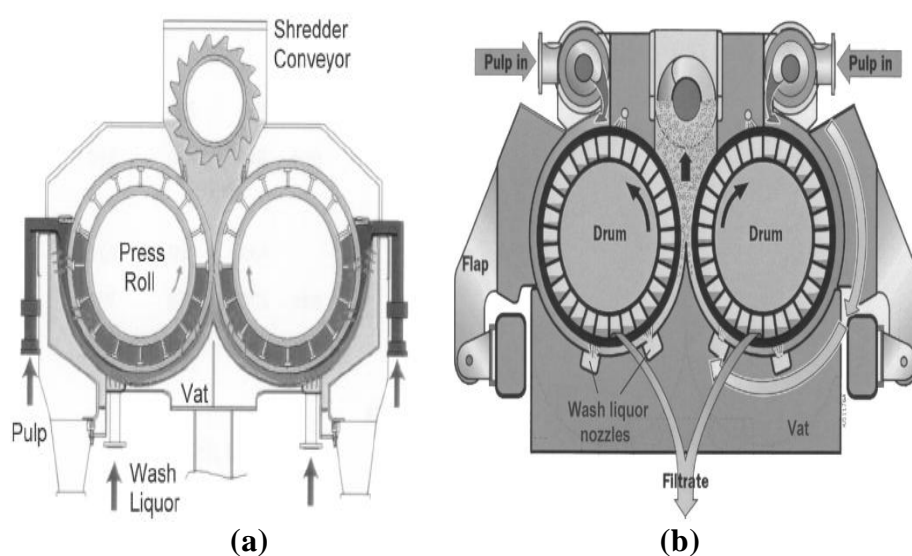 Shredder
Conveyor
Press
Roll
Vat
Pulp
Wash
Liquor
(a)
Pulp in
Pulp in
Drum
Drum
Flap
Wash liquor
nozzles
Vat
Filtrate
(b)